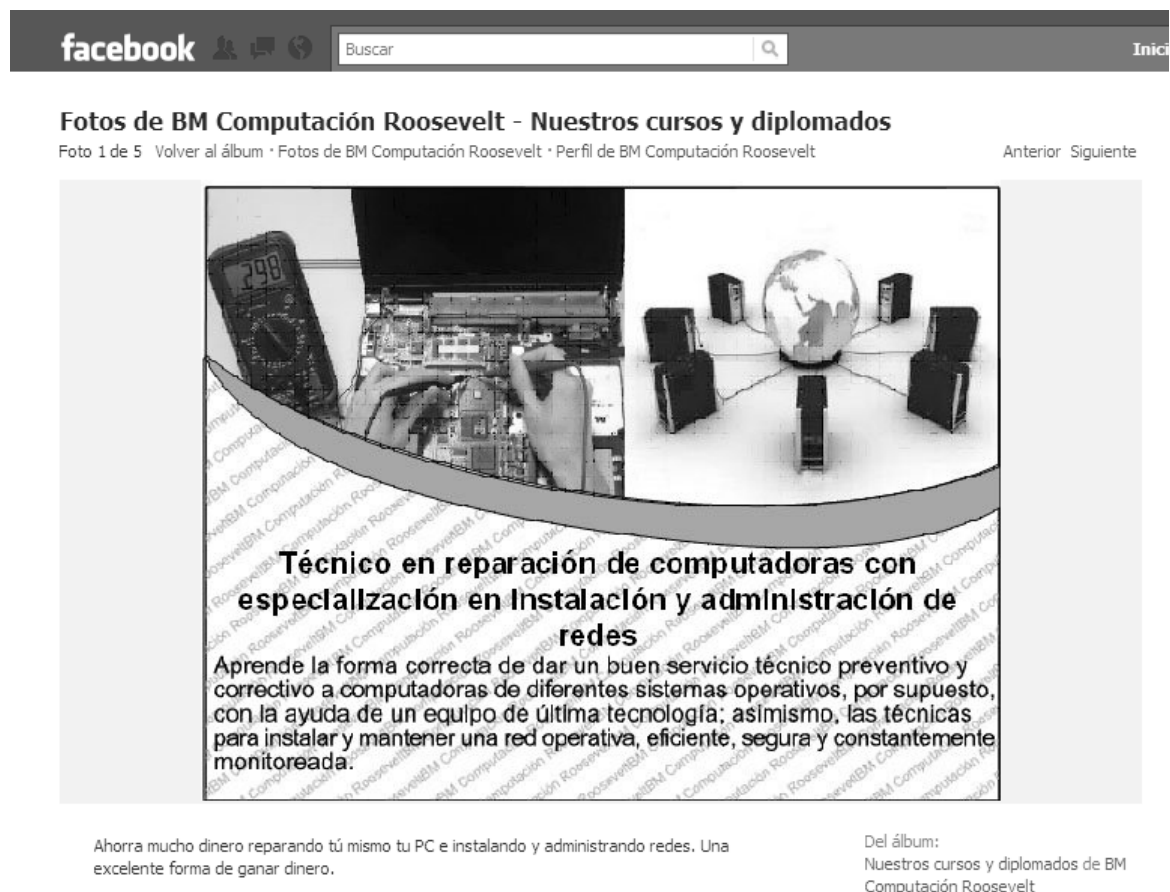 facebook
Buscar
Inici
Fotos de BM Computación Roosevelt - Nuestros cursos y diplomados
Foto 1 de 5 Volver al álbum · Fotos de BM Computación Roosevelt · Perfil de BM Computación Roosevelt
Anterior Siguiente
298
Técnico en reparación de computadoras con
especialización en instalación y administración de
redes
Aprende la forma correcta de dar un buen servicio técnico preventivo y
correctivo a computadoras de diferentes sistemas operativos, por supuesto,
con la ayuda de un equipo de última tecnología; asimismo, las técnicas
para instalar y mantener una red operativa, eficiente, segura y constantemente
monitoreada.
Ahorra mucho dinero reparando tú mismo tu PC e instalando y administrando redes. Una
excelente forma de ganar dinero.
Del álbum:
Nuestros cursos y diplomados de BM
Computación Roosevelt